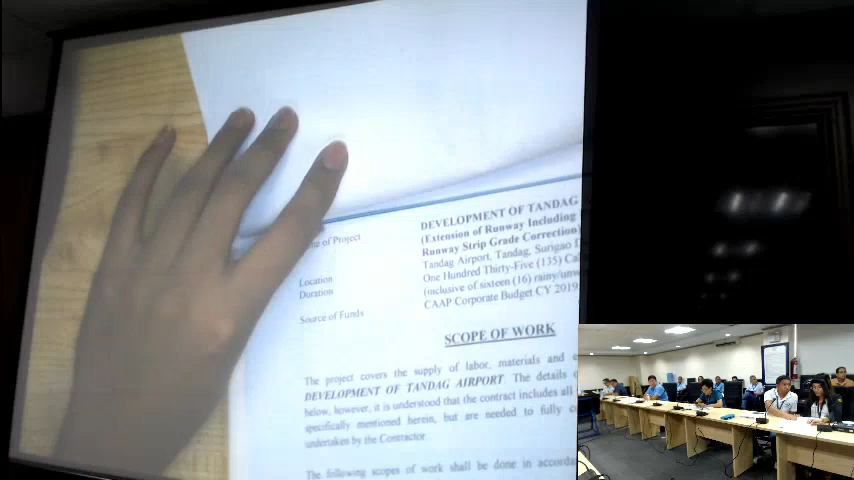 DEVELOPMENT OF TANDAG
of Project
(Extension of Runway Including
Runway Strip Grade Correction)
Location
Tandag Airport, Tandag, Surigao
Duration
One Hundred Thirty-Five (135)
(inclusive of sixteen (16)
Source of Funds
CAAP Corporate Budget CY 2019
SCOPE OF WORK
The project covers the supply of labor, materials and
DEVELOPMENT OF TANDAG AIRPORT. The details
below, however, it is understood that the contract includes all
specifically mentioned herein, but are needed to fully
undertaken by the Contractor.
The following scopes of work shall be done in